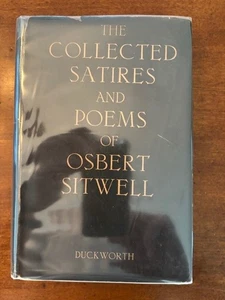 THE
COLLECTED
SATIRES
AND
POEMS
OF
OSBERT
SITWELL
DUCKWORTH